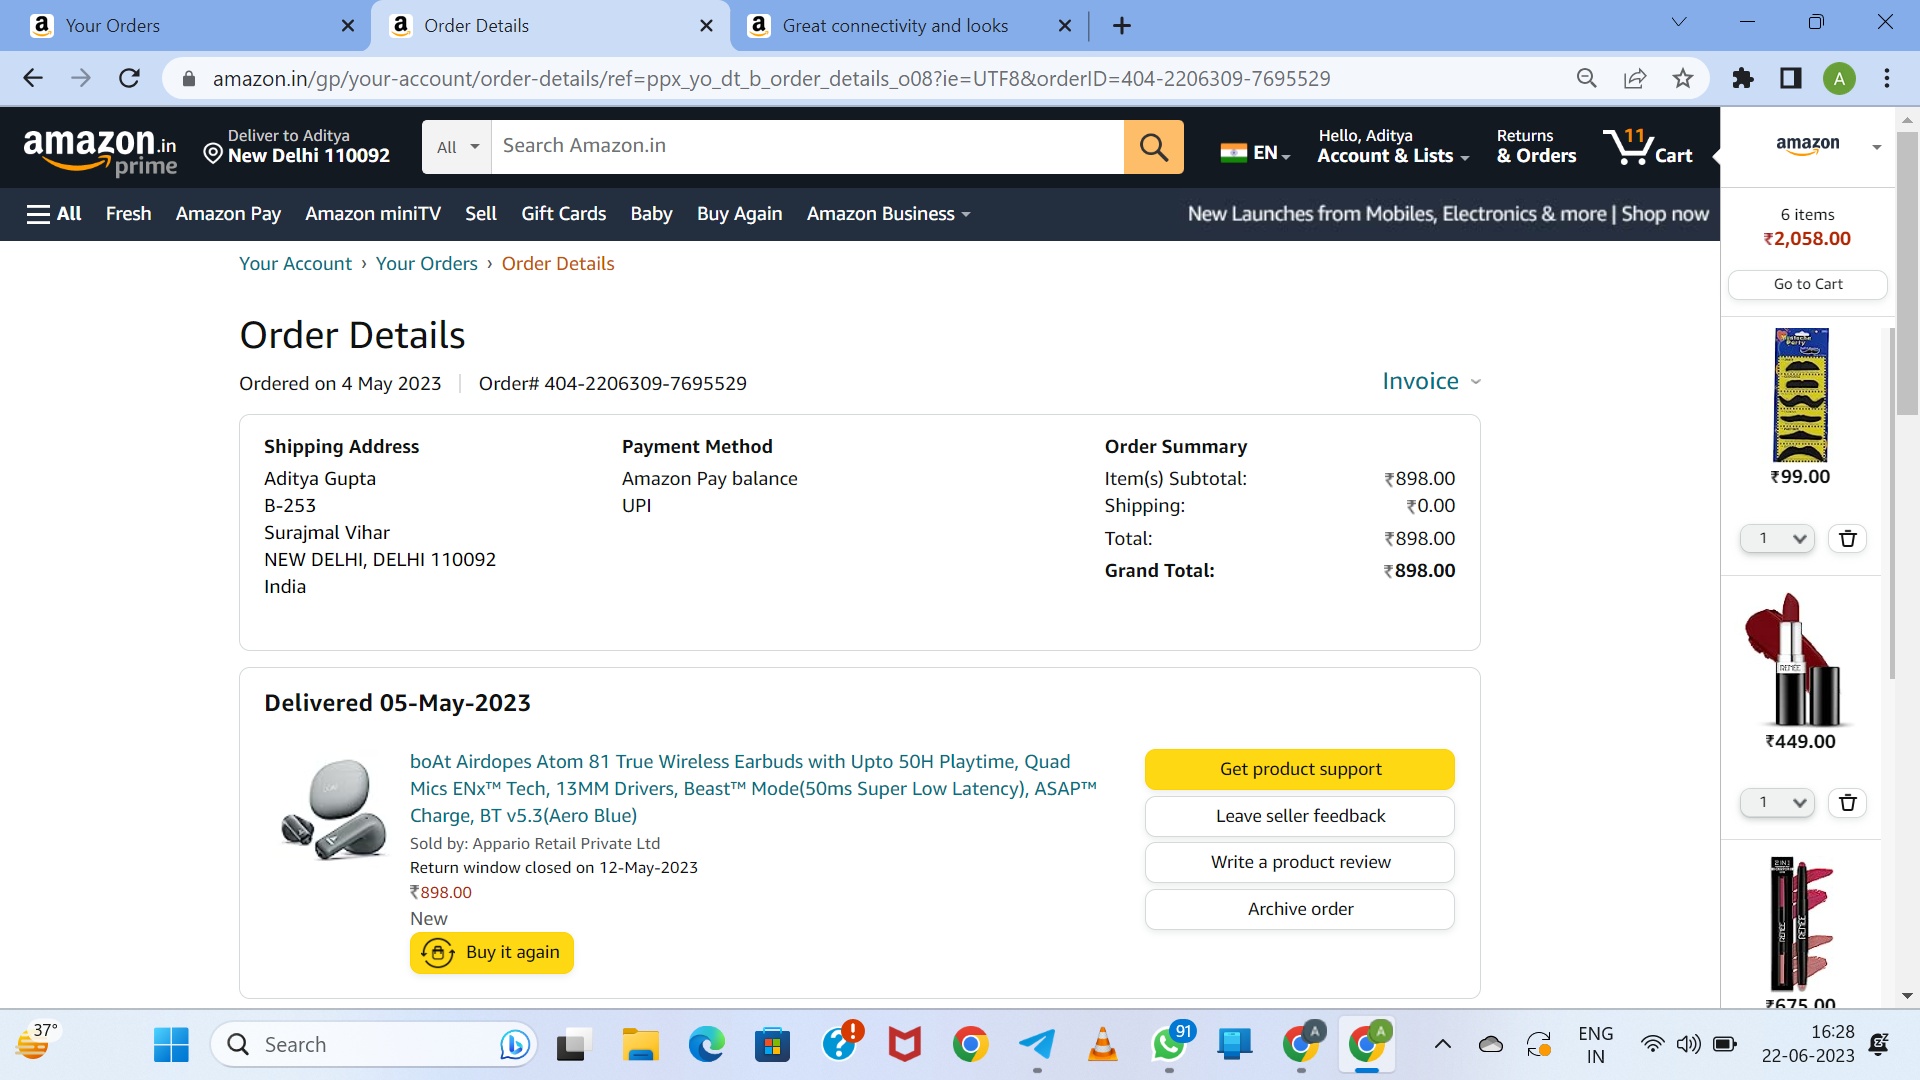 Your Orders
Order Details
Great connectivity and looks
amazon.in/gp/your-account/order-details/ref=ppx_yo_dt_b_order_details_o08?ie=UTF8&orderID=404-2206309-7695529
A
amazon.in
prime
Deliver to Aditya
New Delhi 110092
All
Search Amazon.in
EN
Hello, Aditya
Account & Lists
Returns
& Orders
11
Cart
All
Fresh
Amazon Pay
Amazon miniTV
Sell
Gift Cards
Baby
Buy Again
Amazon Business
New Launches from Mobiles, Electronics & more | Shop now
amazon
6 items
₹2,058.00
Go to Cart
Your Account › Your Orders › Order Details
Order Details
Ordered on 4 May 2023
Order# 404-2206309-7695529
Invoice
Shipping Address
Aditya Gupta
B-253
Surajmal Vihar
NEW DELHI, DELHI 110092
India
Payment Method
Amazon Pay balance
UPI
Order Summary
Item(s) Subtotal: ₹898.00
Shipping: ₹0.00
Total: ₹898.00
Grand Total: ₹898.00
Delivered 05-May-2023
boAt Airdopes Atom 81 True Wireless Earbuds with Upto 50H Playtime, Quad
Mics ENx™ Tech, 13MM Drivers, Beast™ Mode(50ms Super Low Latency), ASAP™
Charge, BT v5.3(Aero Blue)
Sold by: Appario Retail Private Ltd
Return window closed on 12-May-2023
₹898.00
New
Buy it again
Get product support
Leave seller feedback
Write a product review
Archive order
Party
₹99.00
1
RENEE
₹449.00
1
2 IN 1
RENEE
RENEE
₹675.00
37°
Search
91
A
A
ENG
IN
16:28
22-06-2023